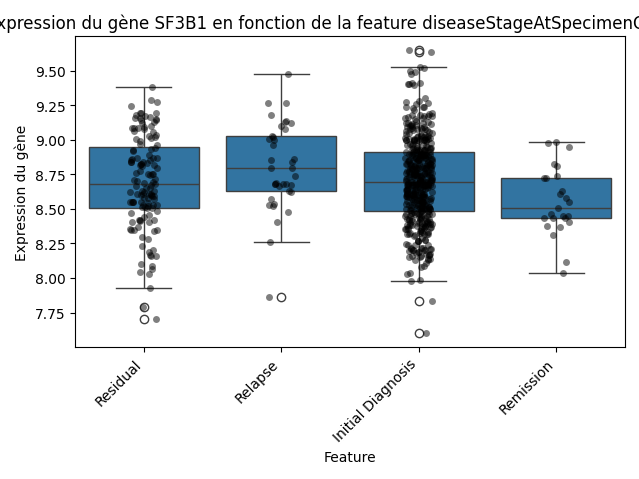 xpression du gène SF3B1 en fonction de la feature diseaseStageAtSpecimenC
Expression du gène
9.50
9.25
9.00
8.75
8.50
8.25
8.00
7.75
Residual
Relapse
Initial Diagnosis
Remission
Feature